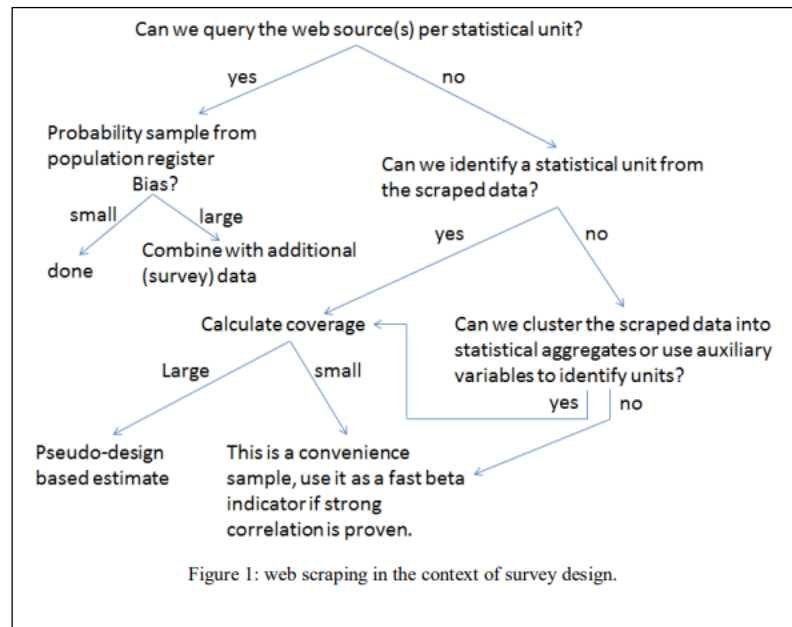 Can we query the web source(s) per statistical unit?
yes
no
Probability sample from
population register
Bias?
small
large
done
Combine with additional
(survey) data
Can we identify a statistical unit from
the scraped data?
yes
no
Calculate coverage
Large
small
Can we cluster the scraped data into
statistical aggregates or use auxiliary
variables to identify units?
yes
no
Pseudo-design
based estimate
This is a convenience
sample, use it as a fast beta
indicator if strong
correlation is proven.
Figure 1: web scraping in the context of survey design.